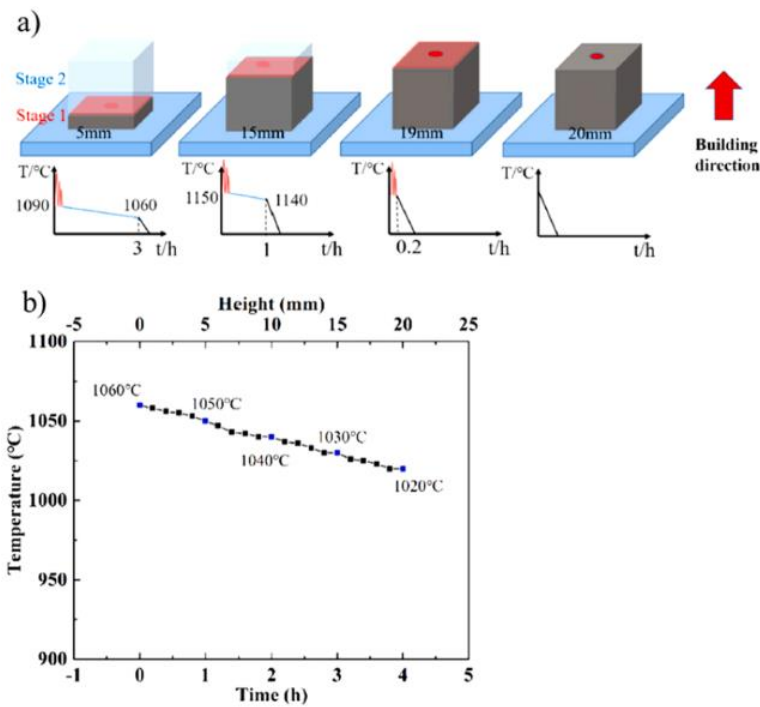 a)
Stage 2
Stage 1
5mm
15mm
19mm
20mm
Building
direction
T/°C
T/°C
T/°C
T/°C
1090
1060
1150
1140
3
t/h
1
t/h
0.2
t/h
t/h
b)
Height (mm)
-5 0 5 10 15 20 25
1100
1060°C
1050°C
1050
1030°C
1040°C
1020°C
1000
950
900
Temperature (°C)
-1 0 1 2 3 4 5
Time (h)